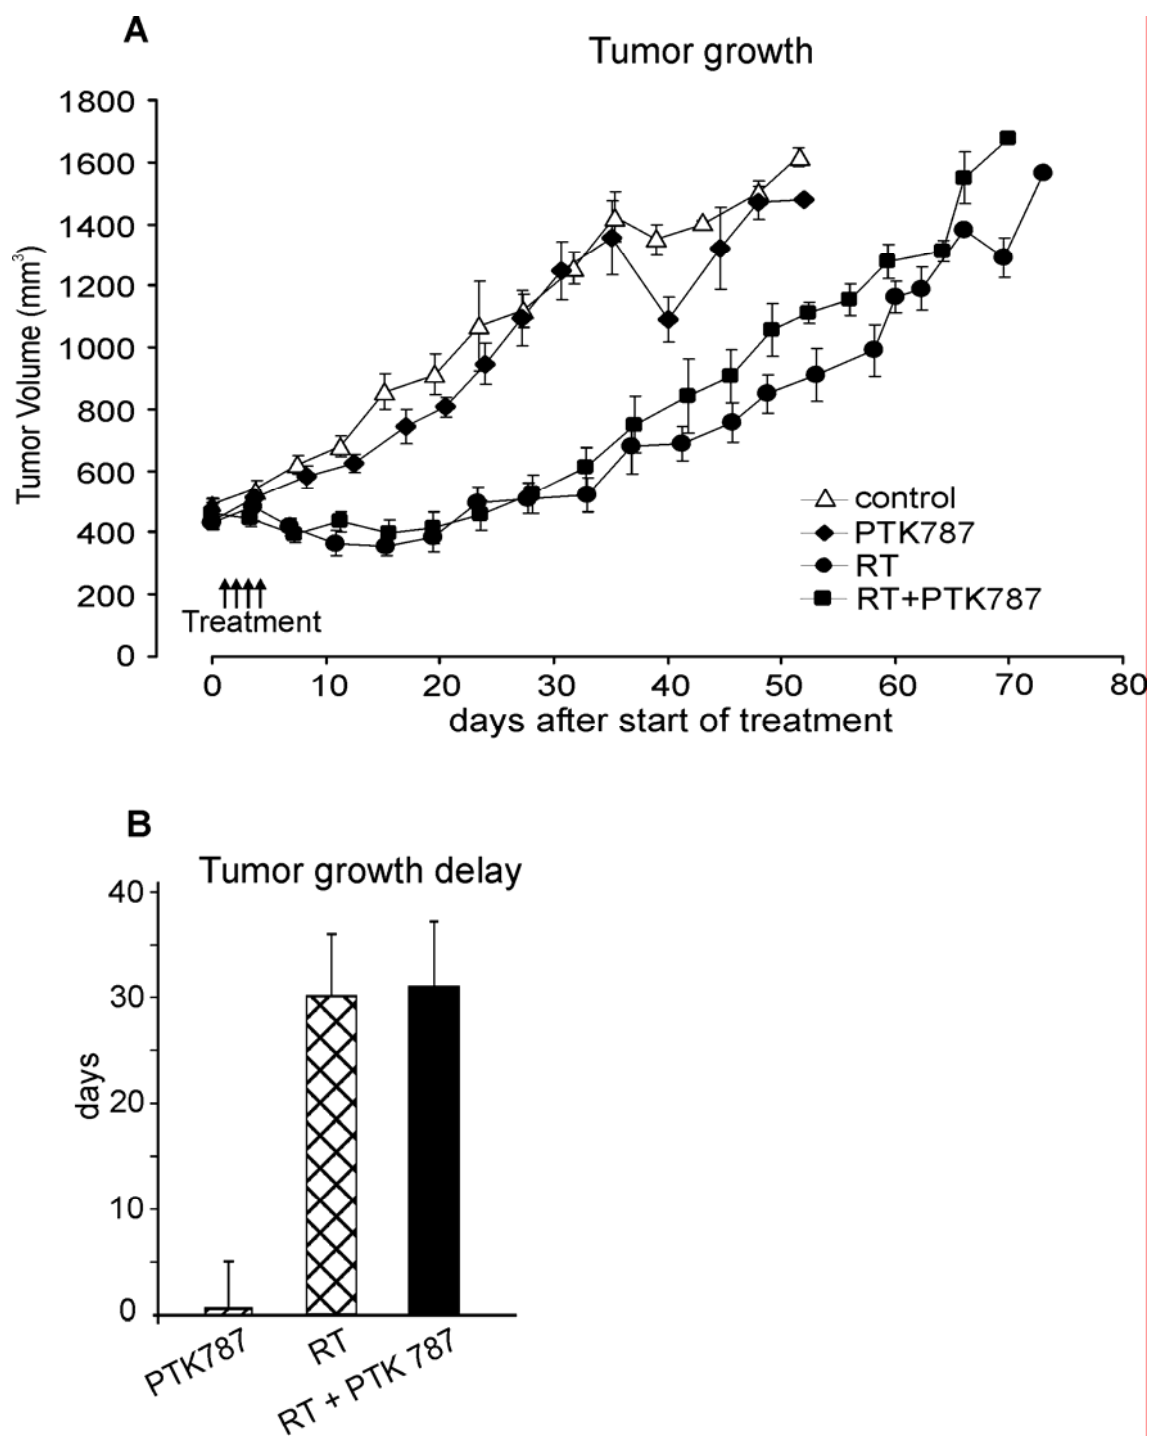 A
Tumor growth
1800
1600
1400
1200
1000
800
600
400
200
0
Tumor Volume (mm³)
control
PTK787
RT
RT+PTK787
Treatment
0 10 20 30 40 50 60 70 80
days after start of treatment
B
Tumor growth delay
40
30
20
10
0
days
PTK787
RT
RT + PTK 787